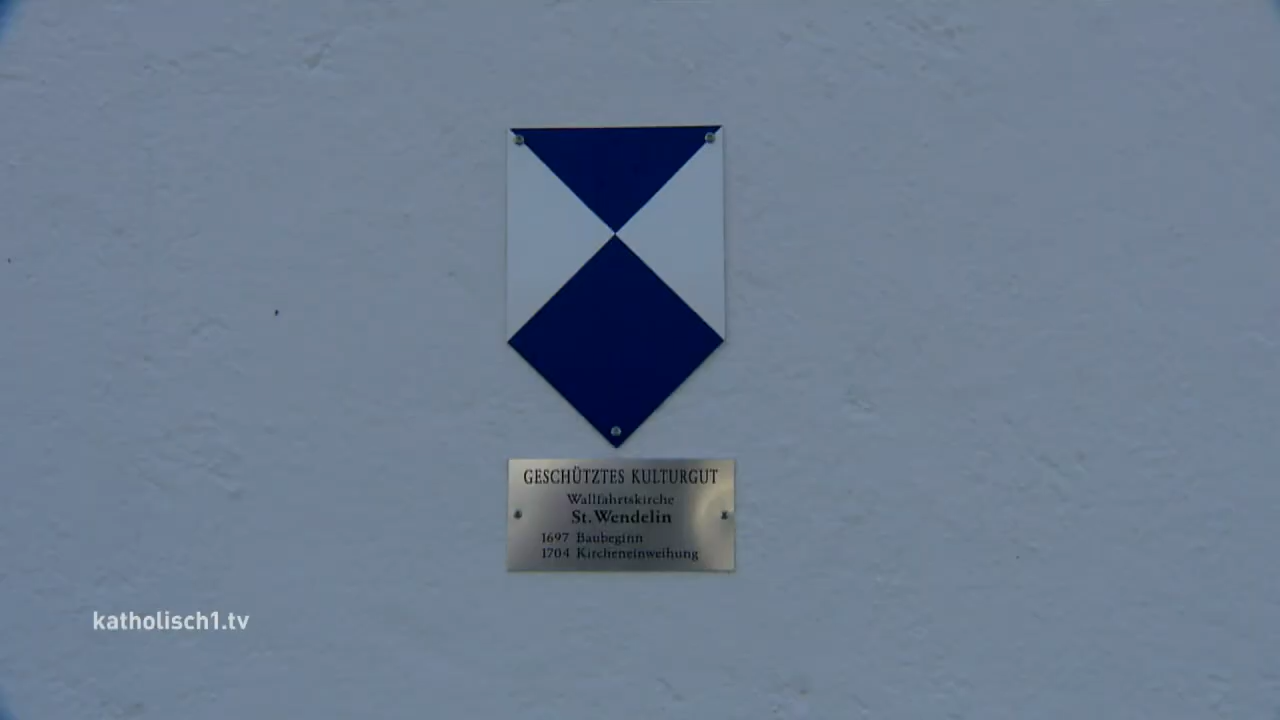 GESCHÜTZTES KULTURGUT
Wallfahrtskirche
St. Wendelin
1697 Baubeginn
1704 Kircheneinweihung
katholisch1.tv